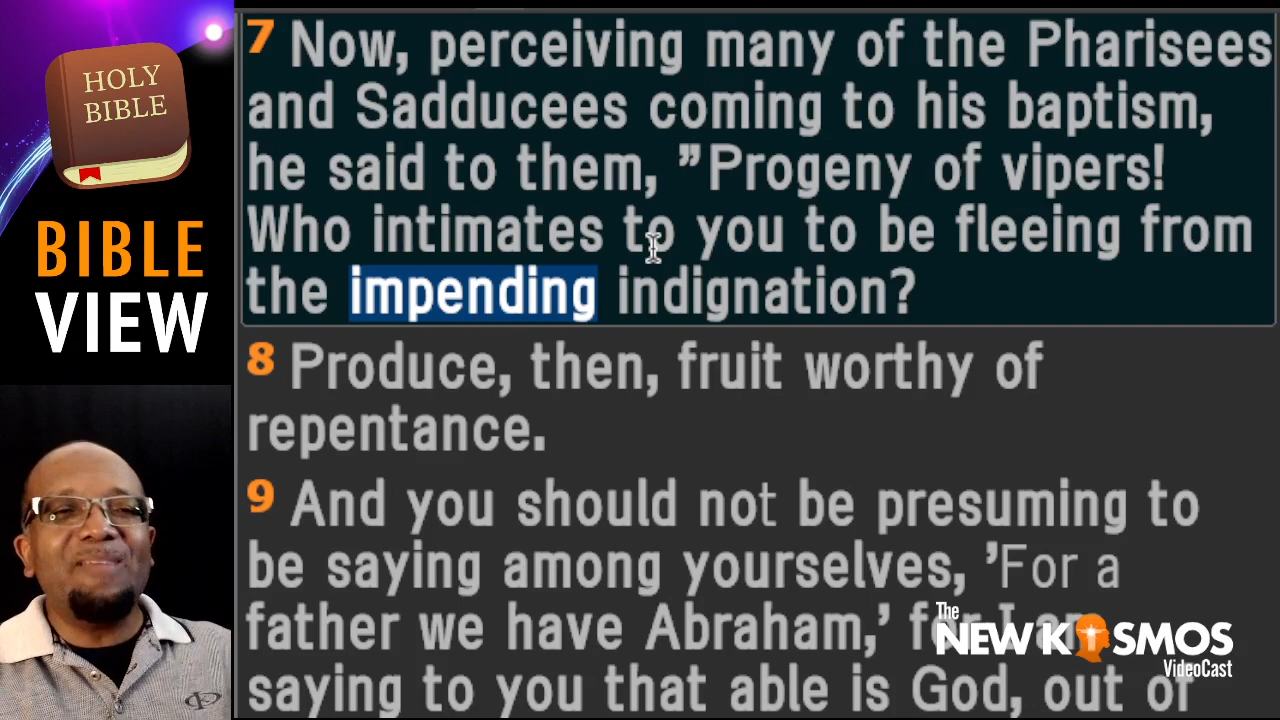 HOLY
BIBLE
BIBLE
VIEW
7 Now, perceiving many of the Pharisees
and Sadducees coming to his baptism,
he said to them, ”Progeny of vipers!
Who intimates to you to be fleeing from
the impending indignation?
8 Produce, then, fruit worthy of
repentance.
9 And you should not be presuming to
be saying among yourselves, ’For a
father we have Abraham,’ for I am
saying to you that able is God, out of
The
NEW KOSMOS
VideoCast